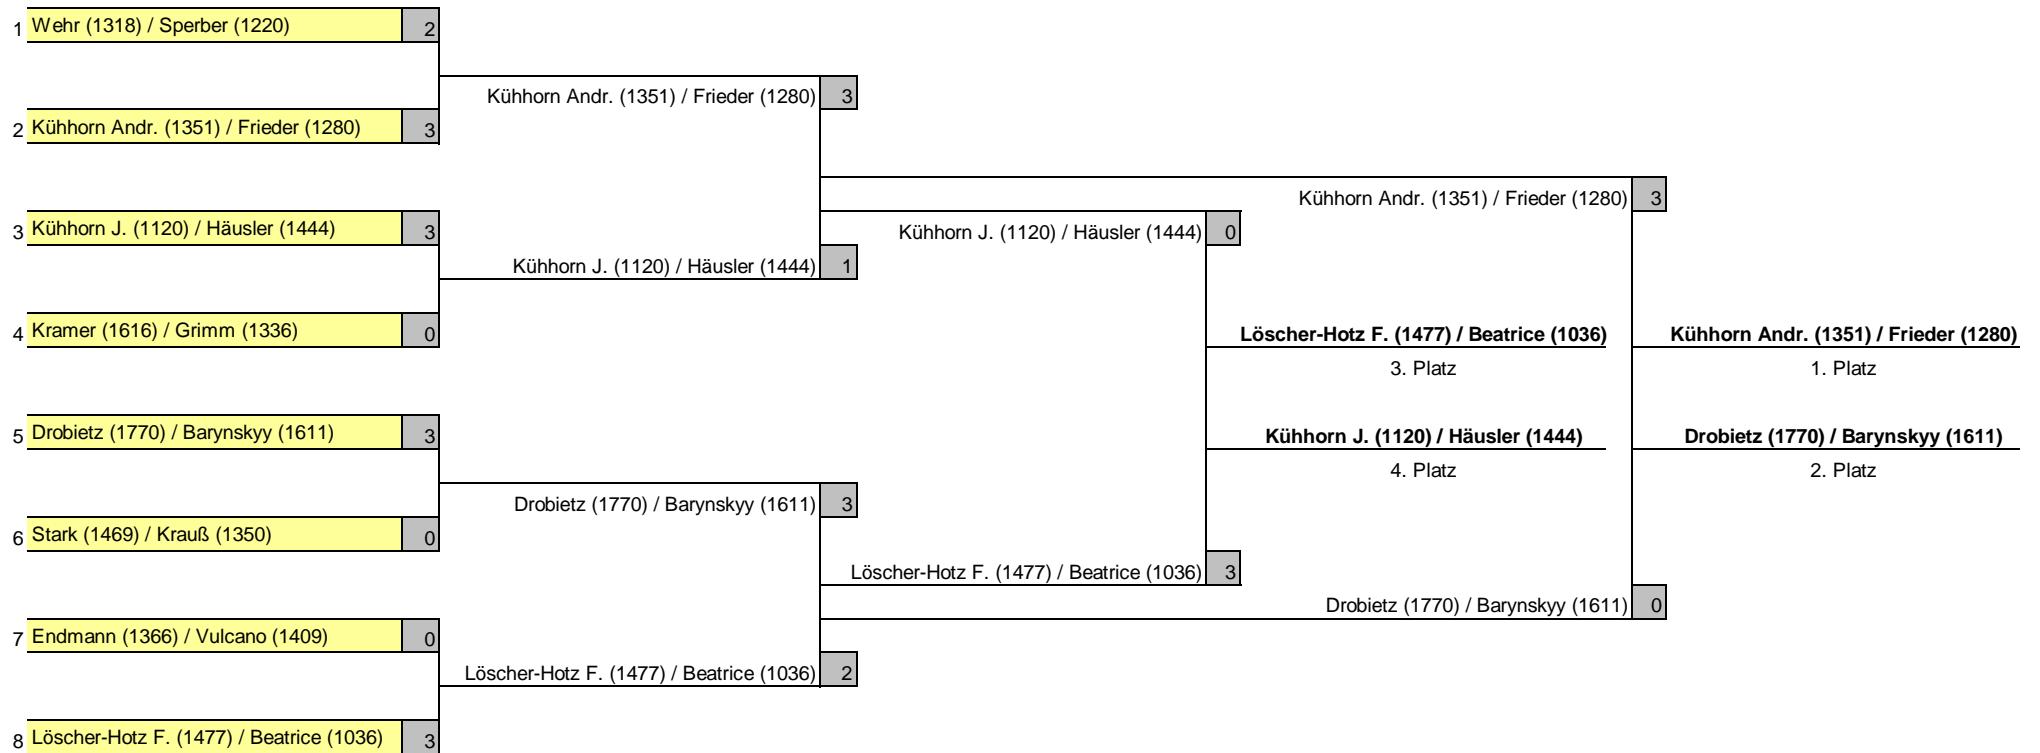 1 Wehr (1318) / Sperber (1220) 2
Kühhorn Andr. (1351) / Frieder (1280) 3
2 Kühhorn Andr. (1351) / Frieder (1280) 3
Kühhorn Andr. (1351) / Frieder (1280) 3
3 Kühhorn J. (1120) / Häusler (1444) 3
Kühhorn J. (1120) / Häusler (1444) 0
Kühhorn J. (1120) / Häusler (1444) 1
4 Kramer (1616) / Grimm (1336) 0
Löscher-Hotz F. (1477) / Beatrice (1036)
Kühhorn Andr. (1351) / Frieder (1280)
3. Platz
1. Platz
5 Drobietz (1770) / Barynskyy (1611) 3
Kühhorn J. (1120) / Häusler (1444)
Drobietz (1770) / Barynskyy (1611)
4. Platz
2. Platz
Drobietz (1770) / Barynskyy (1611) 3
6 Stark (1469) / Krauß (1350) 0
Löscher-Hotz F. (1477) / Beatrice (1036) 3
Drobietz (1770) / Barynskyy (1611) 0
7 Endmann (1366) / Vulcano (1409) 0
Löscher-Hotz F. (1477) / Beatrice (1036) 2
8 Löscher-Hotz F. (1477) / Beatrice (1036) 3